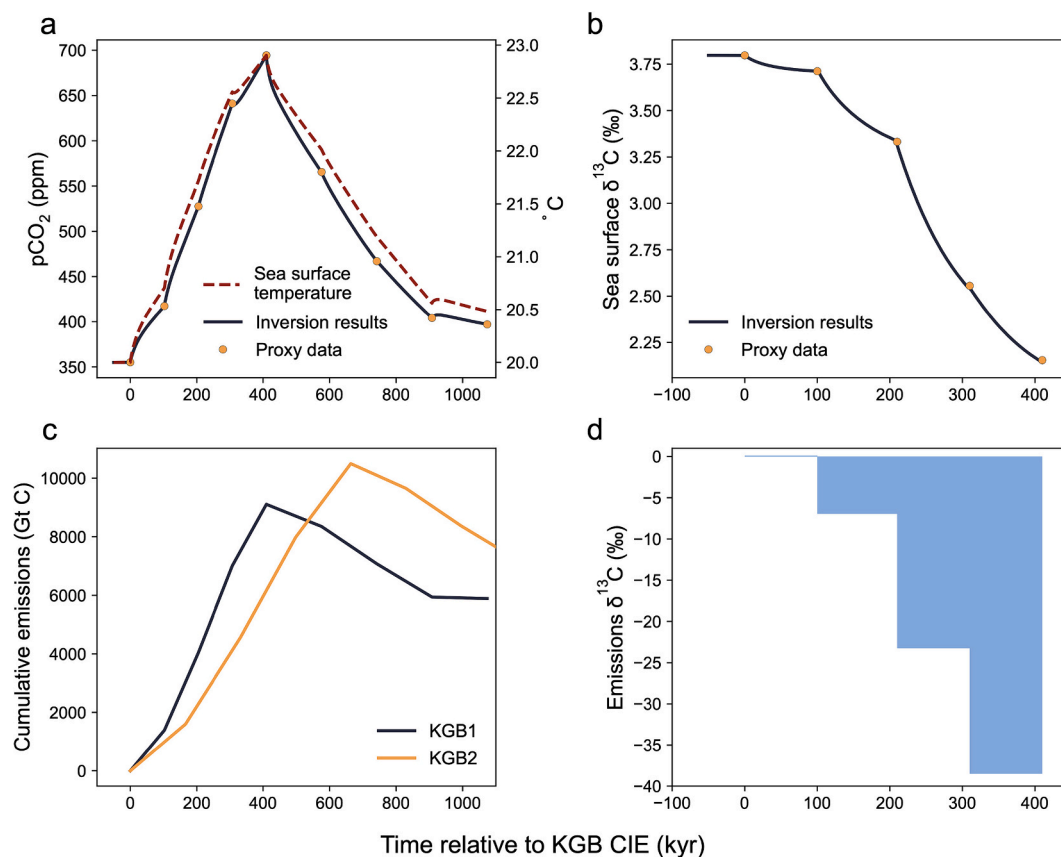 a
700
650
600
550
500
450
400
350
pCO₂ (ppm)
23.0
22.5
22.0
21.5
21.0
20.5
20.0
°C
Sea surface
temperature
Inversion results
Proxy data
0 200 400 600 800 1000
b
3.75
3.50
3.25
3.00
2.75
2.50
2.25
Sea surface δ¹³C (‰)
Inversion results
Proxy data
−100 0 100 200 300 400
c
10000
8000
6000
4000
2000
0
Cumulative emissions (Gt C)
KGB1
KGB2
0 200 400 600 800 1000
d
0
−5
−10
−15
−20
−25
−30
−35
−40
Emissions δ¹³C (‰)
−100 0 100 200 300 400
Time relative to KGB CIE (kyr)